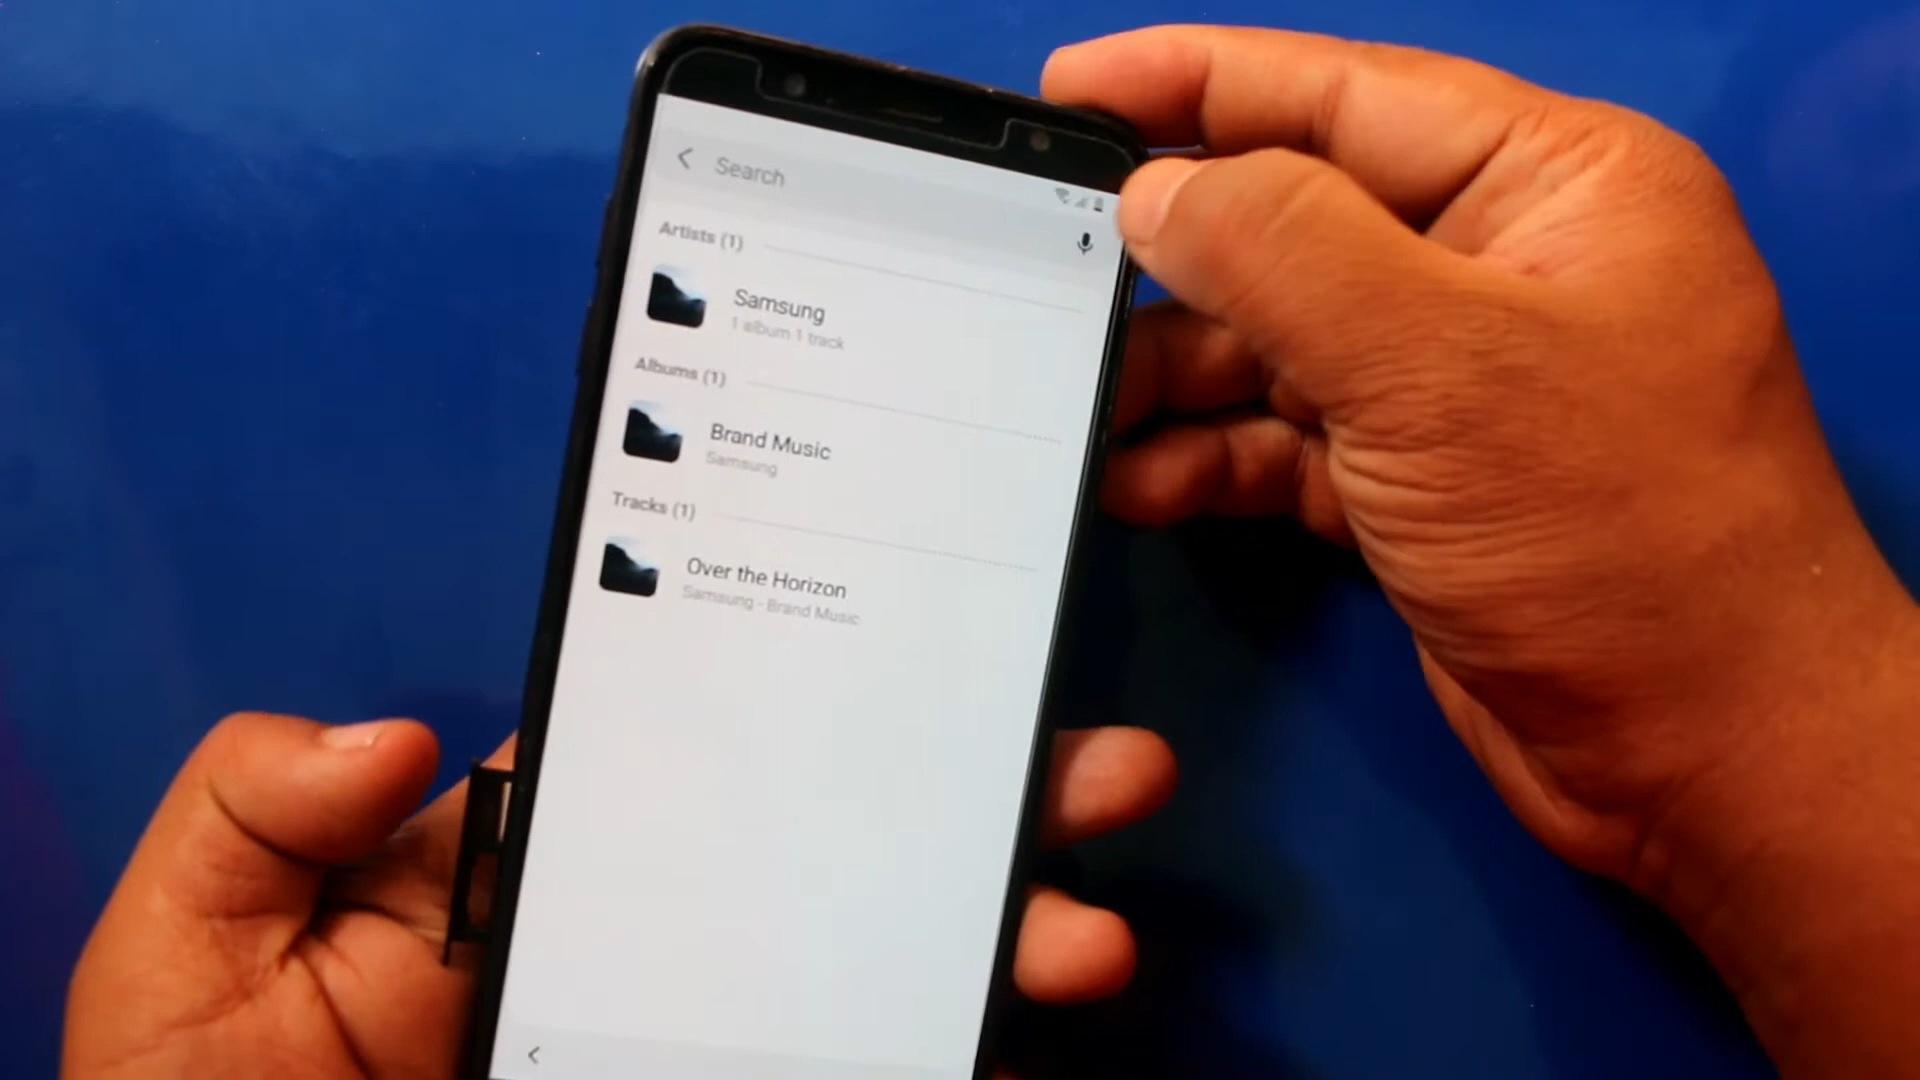 Search
Artists (1)
Samsung
1 album 1 track
Albums (1)
Brand Music
Samsung
Tracks (1)
Over the Horizon
Samsung - Brand Music